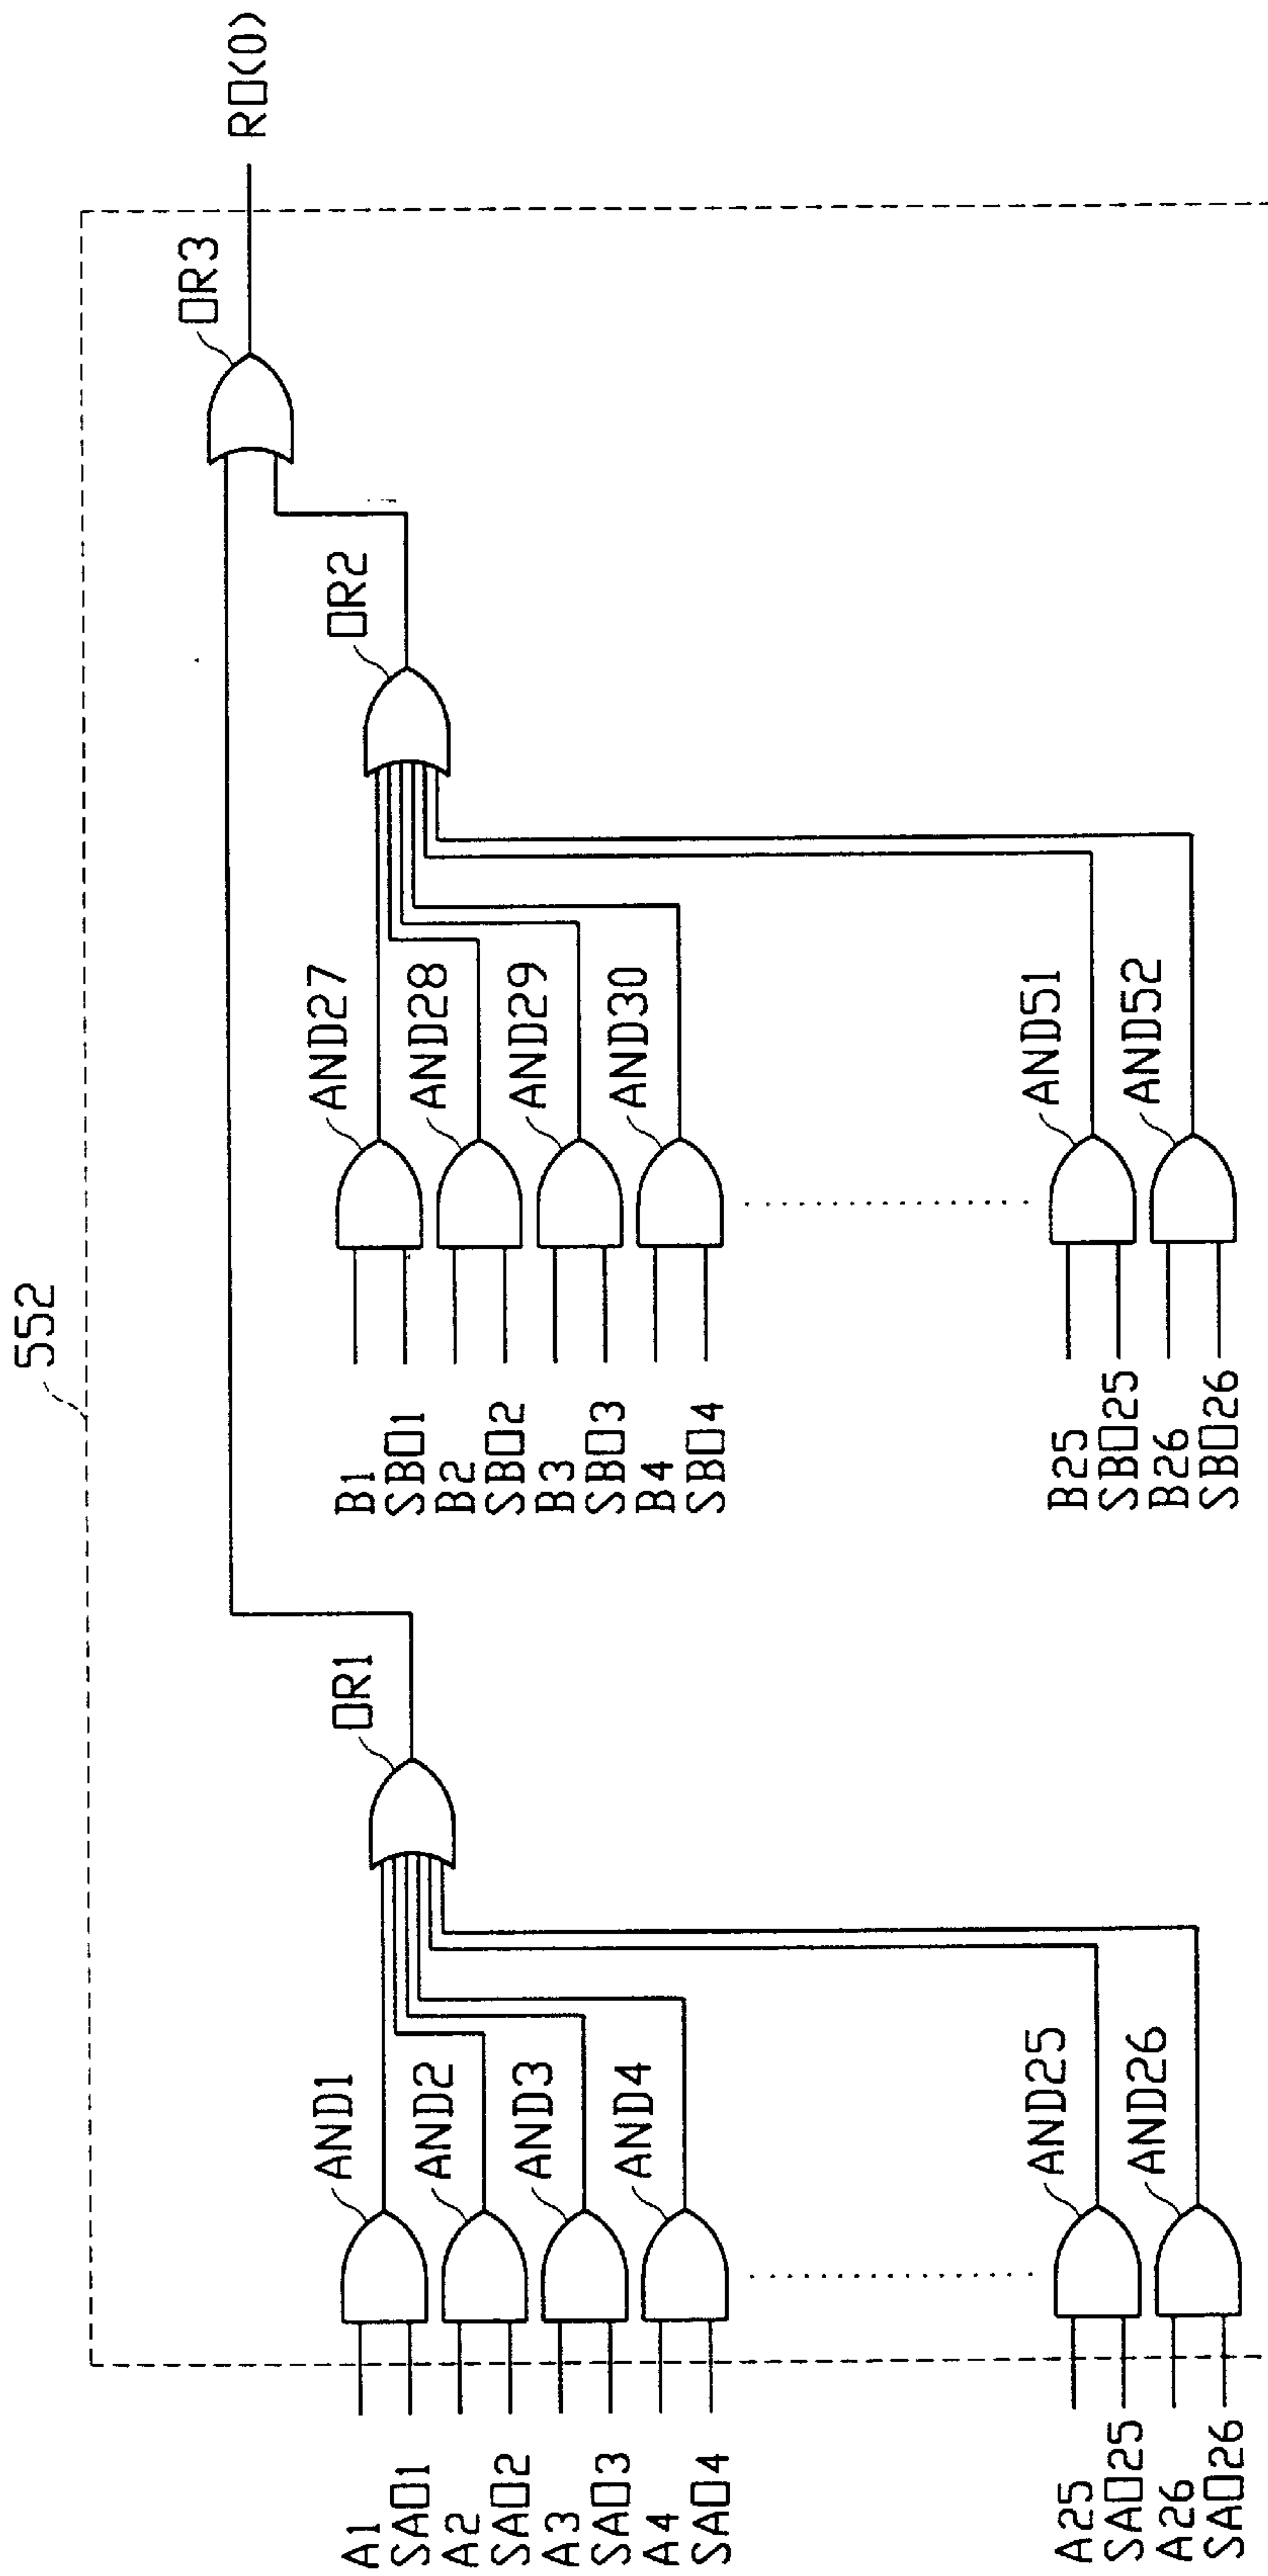 552
RO(0)
OR3
OR1
OR2
AND1
A1
SAO1
AND2
A2
SAO2
AND3
A3
SAO3
AND4
A4
SAO4
AND25
A25
SAO25
AND26
A26
SAO26
AND27
B1
SBO1
AND28
B2
SBO2
AND29
B3
SBO3
AND30
B4
SBO4
AND51
B25
SBO25
AND52
B26
SBO26